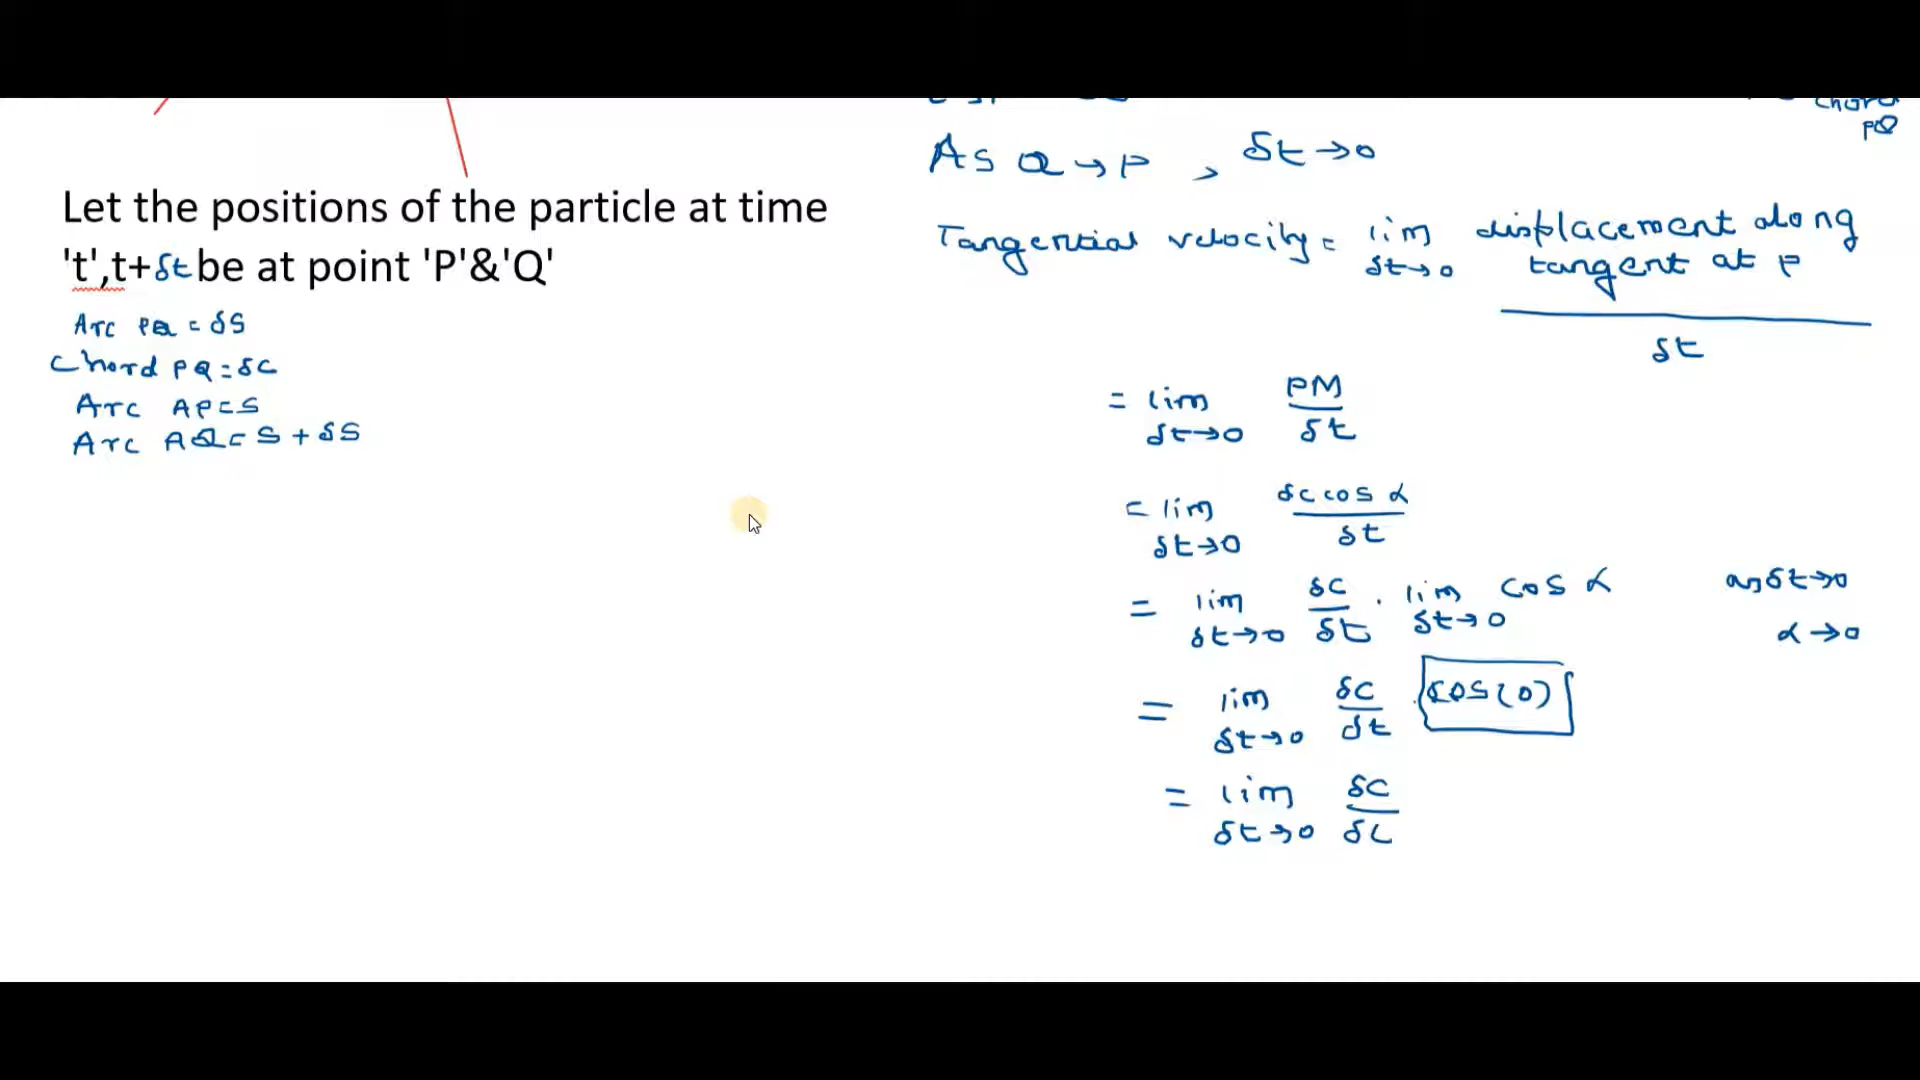 Let the positions of the particle at time
't',t+δt be at point 'P'&'Q'
Arc PQ = δS
Chord PQ = δC
Arc AP = S
Arc AQ = S + δS
chord
PQ
As Q → P , δt → 0
Tangential velocity = lim δt→0 displacement along tangent at P / δt
= lim δt→0 PM / δt
= lim δt→0 δc cos α / δt
= lim δt→0 δc / δt . lim δt→0 cos α as δt → 0
α → 0
= lim δt→0 δc / δt . cos(0)
= lim δt→0 δc / δt